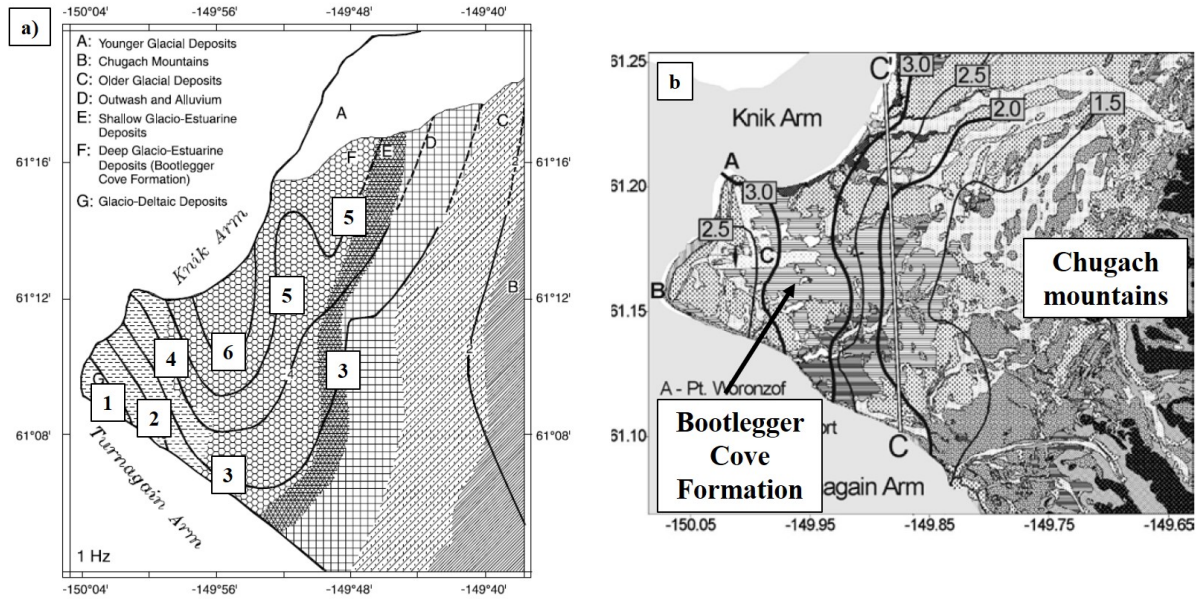 a)
-150°04'
-149°56'
-149°48'
-149°40'
A: Younger Glacial Deposits
B: Chugach Mountains
C: Older Glacial Deposits
D: Outwash and Alluvium
E: Shallow Glacio-Estuarine
Deposits
F: Deep Glacio-Estuarine
Deposits (Bootlegger
Cove Formation)
G: Glacio-Deltaic Deposits
A
C
D
E
F
B
G
61°16'
61°12'
61°08'
61°16'
61°12'
61°08'
Knik Arm
Turnagain Arm
5
5
6
4
3
1
2
3
1 Hz
-150°04'
-149°56'
-149°48'
-149°40'
b
61.25
61.20
61.15
61.10
Knik Arm
C'
3.0
2.5
2.0
1.5
A
3.0
2.5
C
B
Chugach
mountains
A - Pt. Woronzof
ort
Bootlegger
Cove
Formation
C
again Arm
-150.05
-149.95
-149.85
-149.75
-149.65